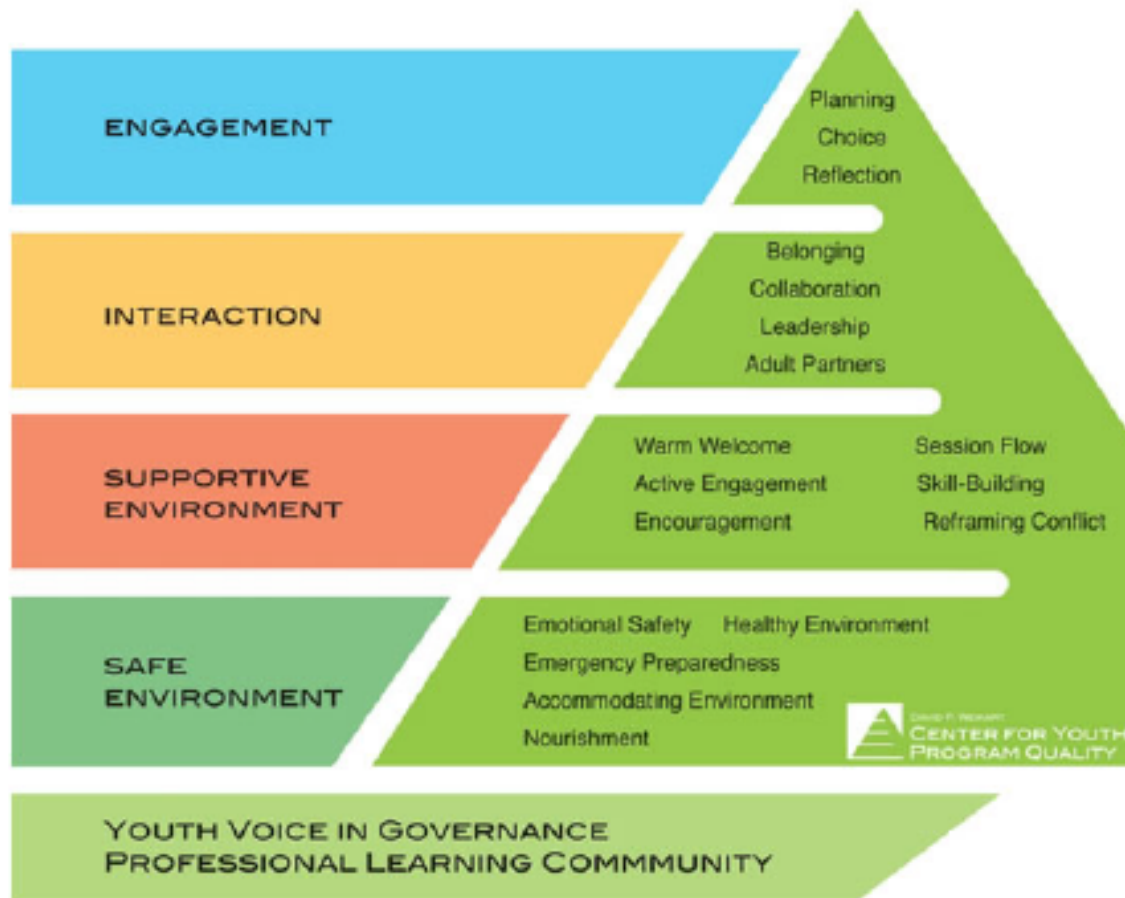 ENGAGEMENT
Planning
Choice
Reflection
INTERACTION
Belonging
Collaboration
Leadership
Adult Partners
SUPPORTIVE
ENVIRONMENT
Warm Welcome Session Flow
Active Engagement Skill-Building
Encouragement Reframing Conflict
SAFE
ENVIRONMENT
Emotional Safety Healthy Environment
Emergency Preparedness
Accommodating Environment
Nourishment
CENTER FOR YOUTH
PROGRAM QUALITY
YOUTH VOICE IN GOVERNANCE
PROFESSIONAL LEARNING COMMMUNITY